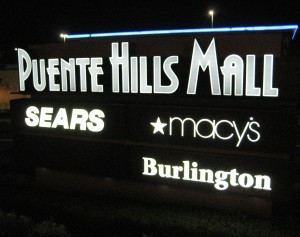 PUENTE HILLS MALL
SEARS
★macy's
Burlington